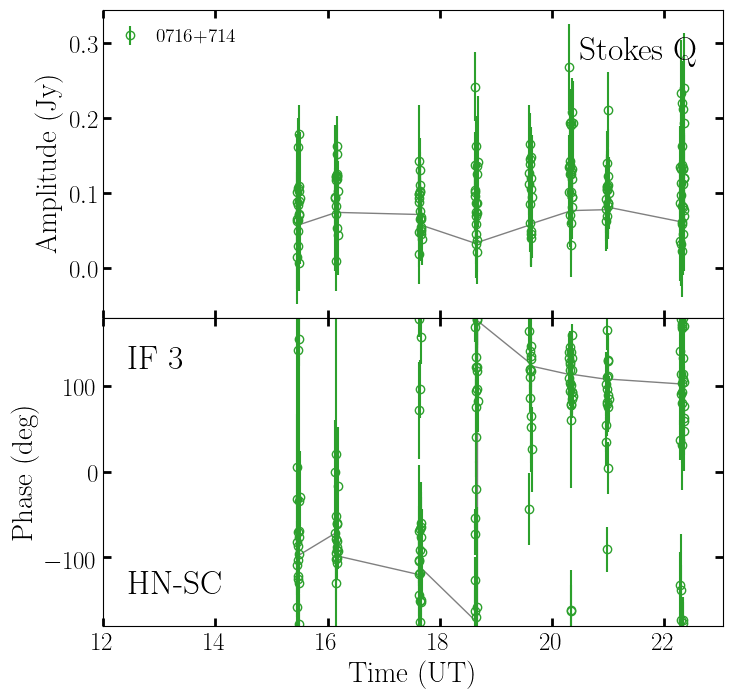 0716+714
Stokes Q
Amplitude (Jy)
0.3
0.2
0.1
0.0
IF 3
HN-SC
Phase (deg)
100
0
−100
12 14 16 18 20 22
Time (UT)